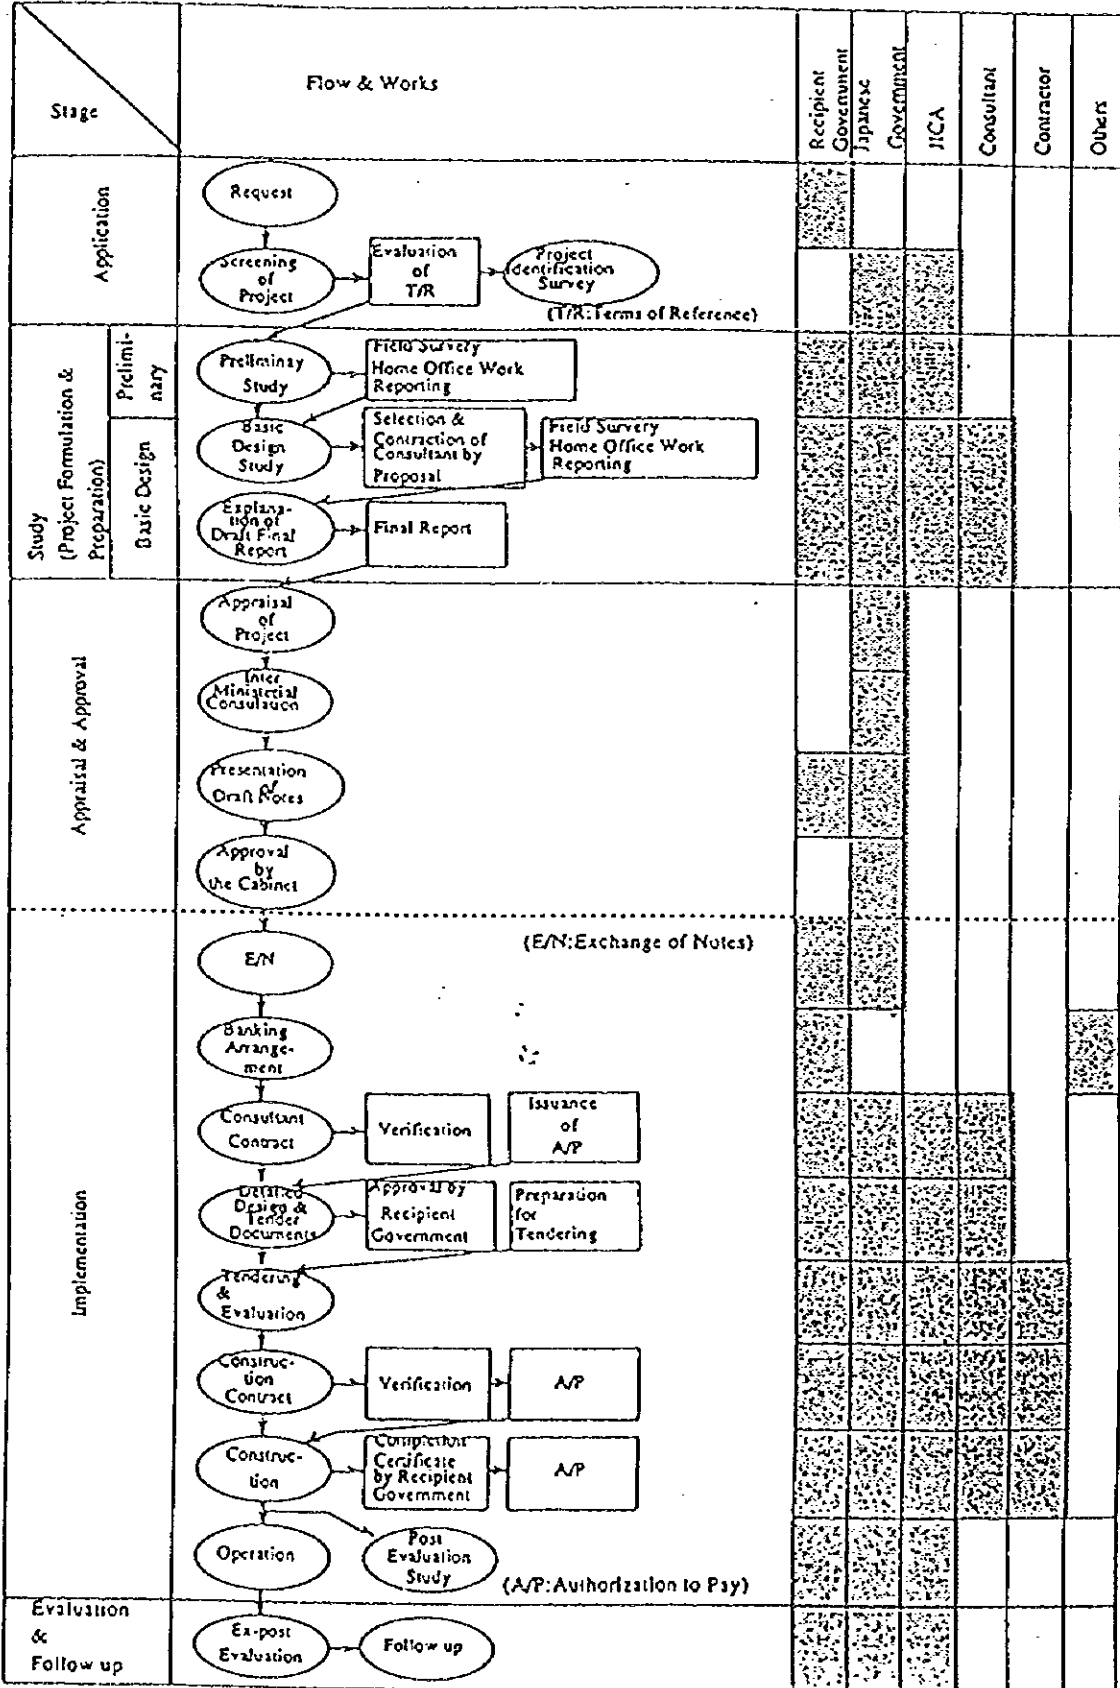 Stage
Flow & Works
Recipient
Government
Japanese
Government
JICA
Consultant
Contractor
Others
Application
Request
Screening
of
Project
Evaluation
of
T/R
Project
Identification
Survey
(T/R:Terms of Reference)
Study
(Project Formulation &
Preparation)
Prelimi-
nary
Preliminay
Study
Field Survey
Home Office Work
Reporting
Basic Design
Basic
Design
Study
Selection &
Contraction of
Consultant by
Proposal
Field Survery
Home Office Work
Reporting
Explana-
tion of
Draft Final
Report
Final Report
Appraisal & Approval
Appraisal
of
Project
Inter
Ministerial
Consulation
Presentation
of
Draft Notes
Approval
by
the Cabinet
Implementation
E/N
(E/N:Exchange of Notes)
Banking
Arrange-
ment
Consultant
Contract
Verification
Issuance
of
A/P
Detailed
Design &
Tender
Documents
Approval by
Recipient
Government
Preparation
for
Tendering
Tendering
&
Evaluation
Construc-
tion
Contract
Verification
A/P
Construc-
tion
Completion
Certificate
by Recipient
Government
A/P
Operation
Post
Evaluation
Study
(A/P:Authorization to Pay)
Evaluation
&
Follow up
Ex-post
Evaluation
Follow up